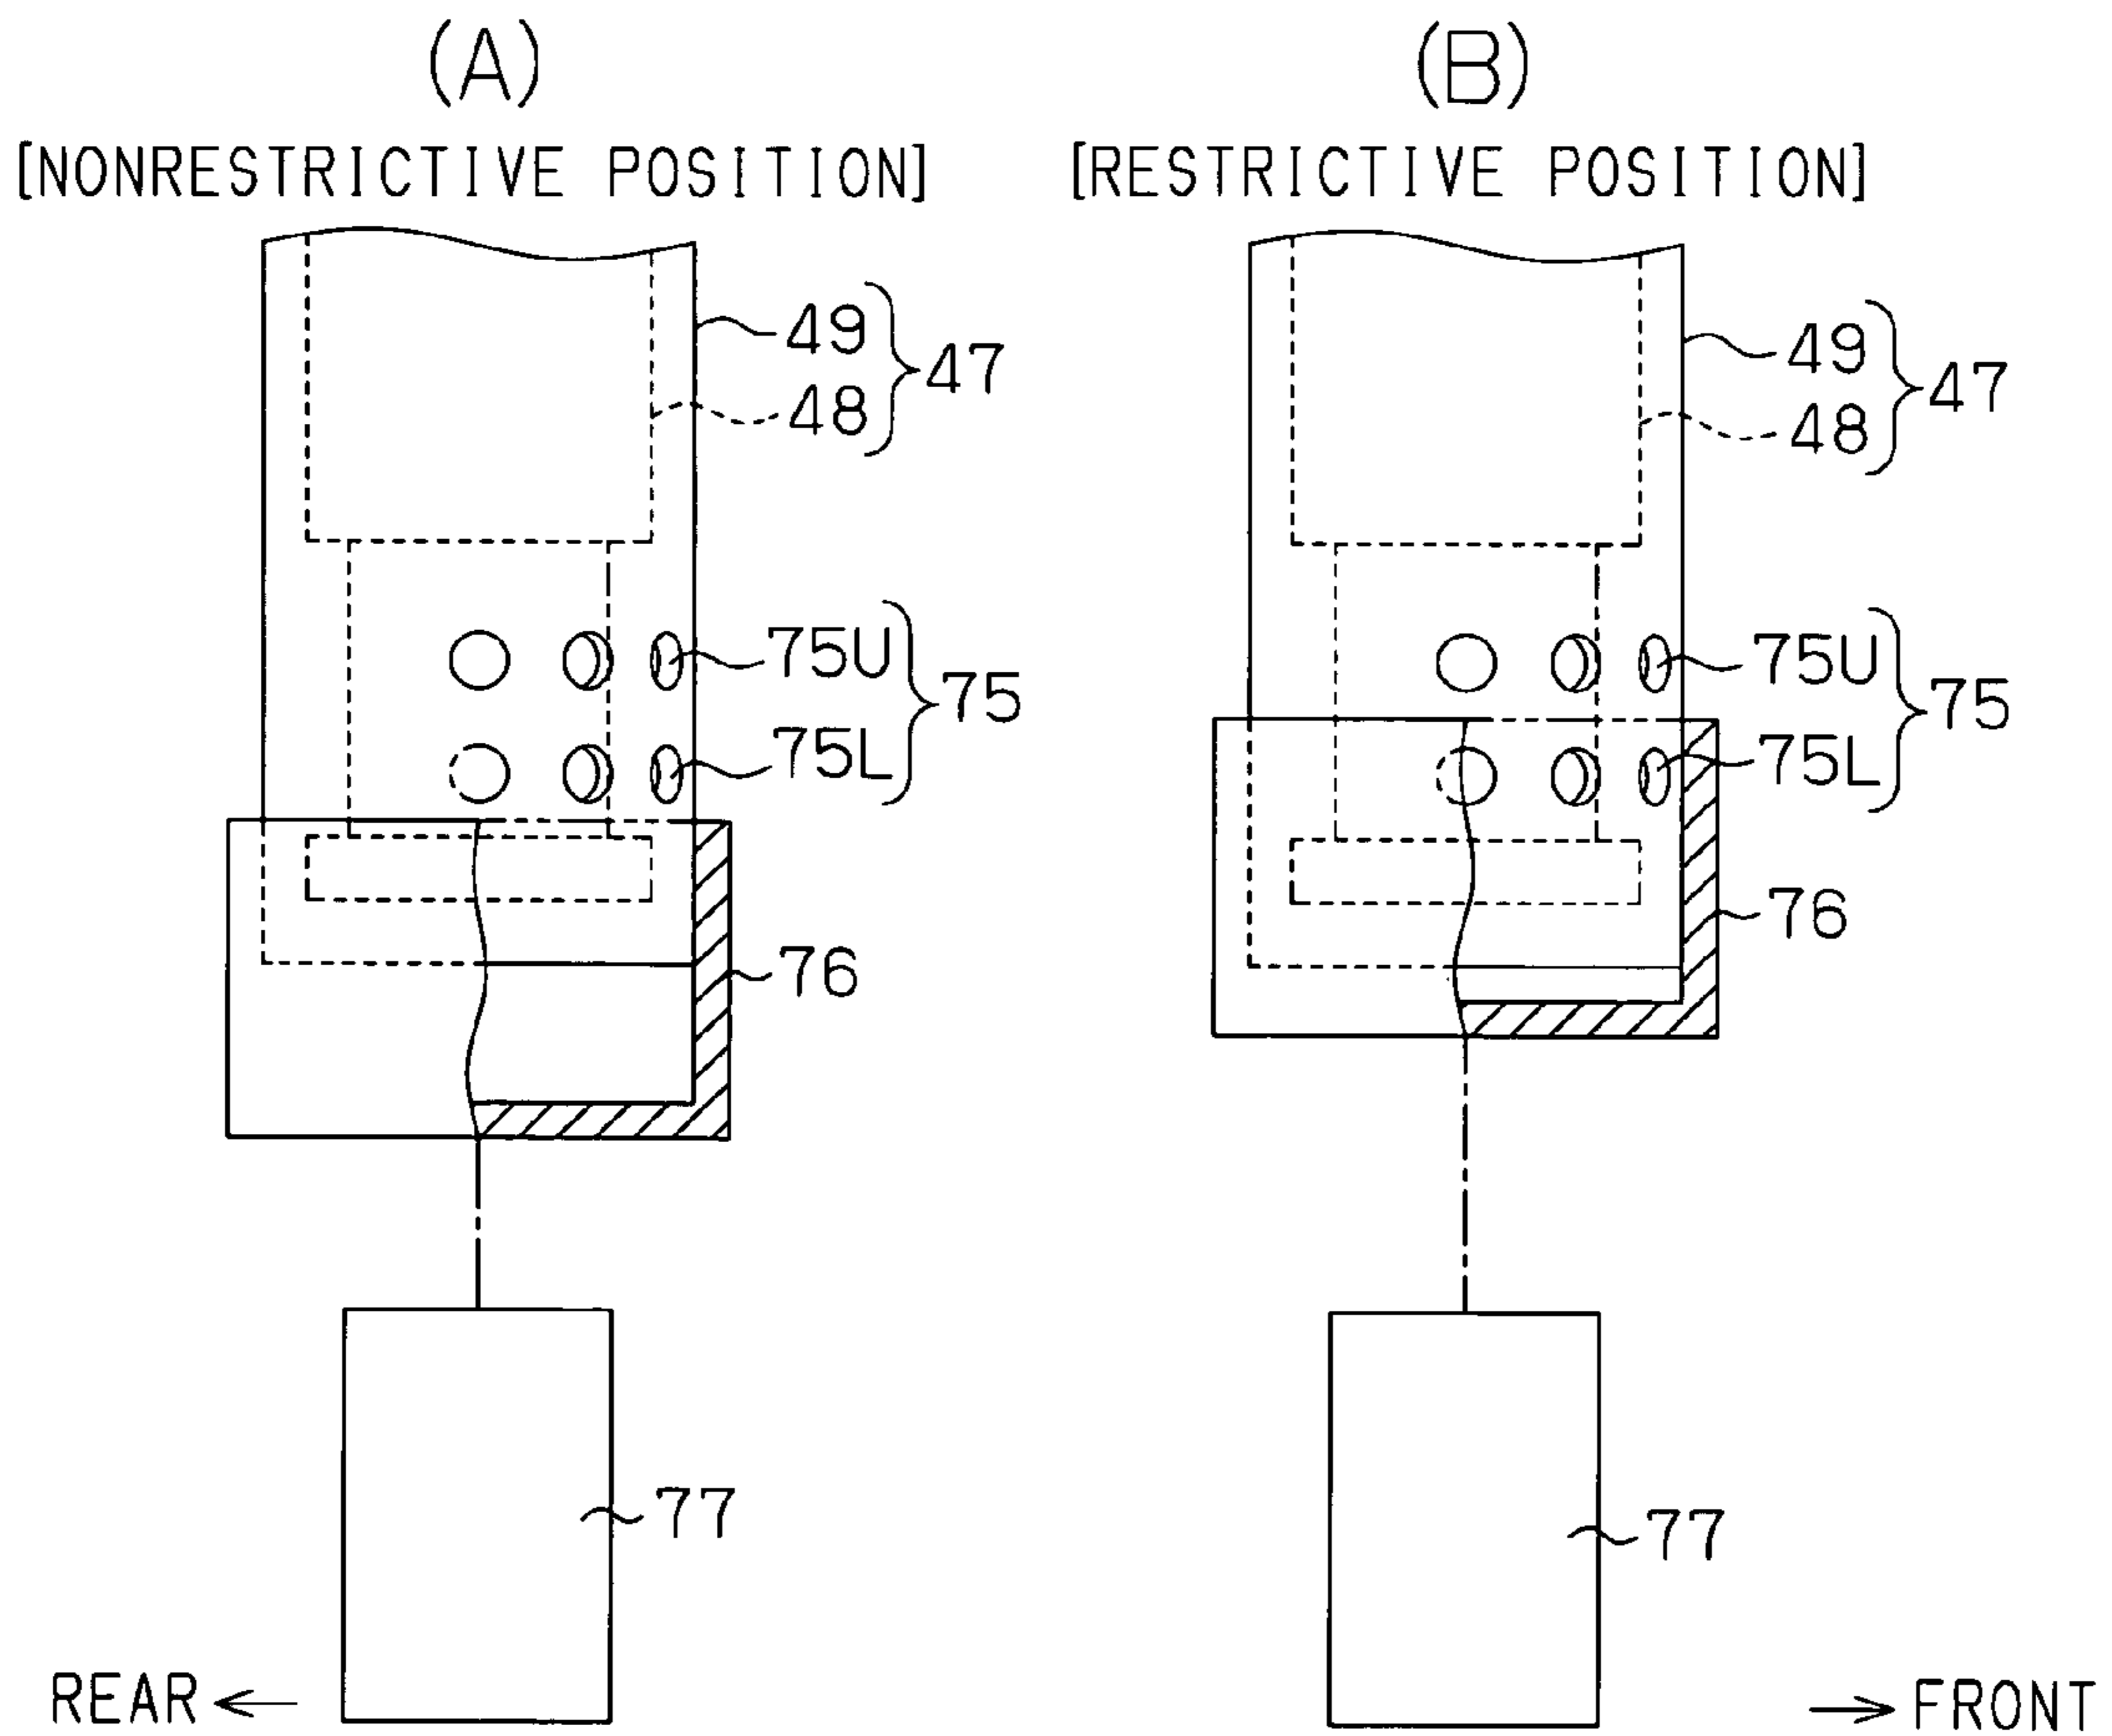 (A)
[NONRESTRICTIVE POSITION]
49
48
47
75U
75L
75
76
77
REAR
(B)
[RESTRICTIVE POSITION]
49
48
47
75U
75L
75
76
77
FRONT